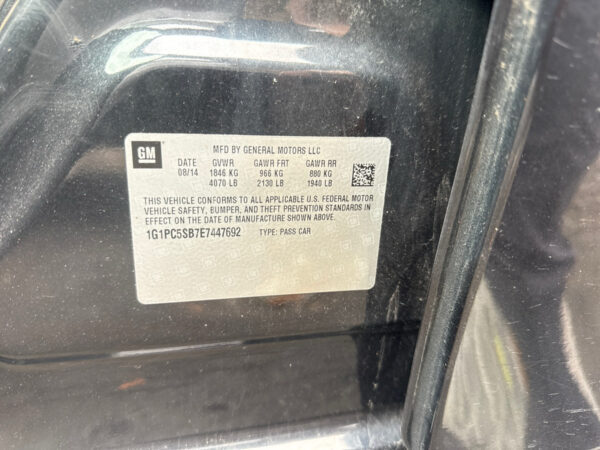 GM
MFD BY GENERAL MOTORS LLC
DATE GVWR GAWR FRT GAWR RR
08/14 1846 KG 966 KG 880 KG
4070 LB 2130 LB 1940 LB
THIS VEHICLE CONFORMS TO ALL APPLICABLE U.S. FEDERAL MOTOR
VEHICLE SAFETY, BUMPER, AND THEFT PREVENTION STANDARDS IN
EFFECT ON THE DATE OF MANUFACTURE SHOWN ABOVE.
1G1PC5SB7E7447692 TYPE: PASS CAR